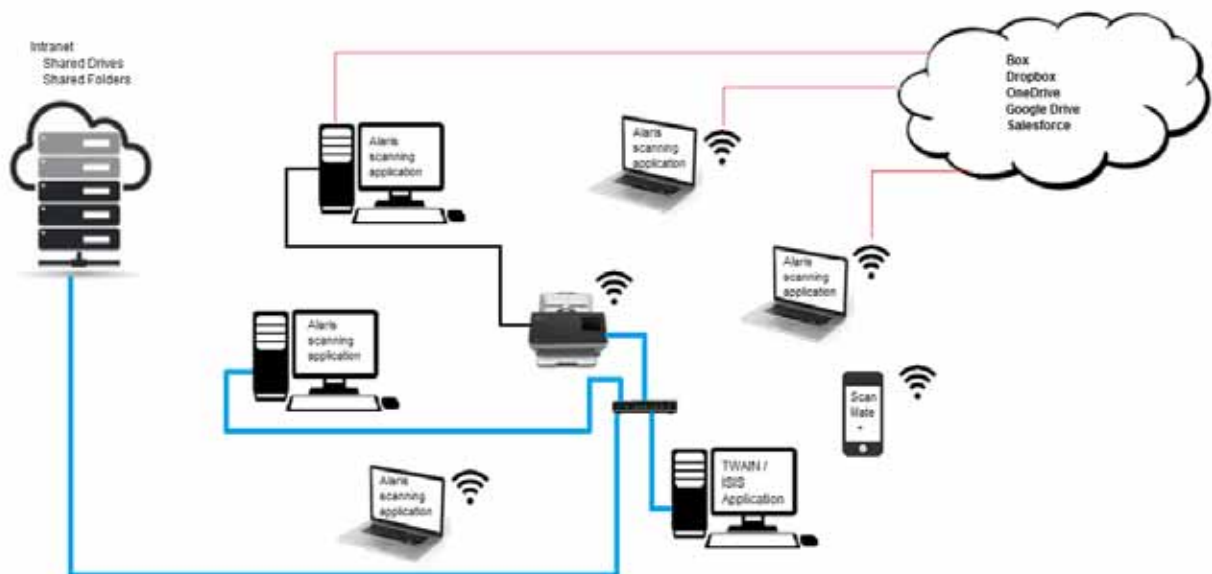 Intranet
Shared Drives
Shared Folders
Box
Dropbox
OneDrive
Google Drive
Salesforce
Alaris
scanning
application
Alaris
scanning
application
Alaris
scanning
application
Alaris
scanning
application
Scan
Mate
+
Alaris
scanning
application
TWAIN /
ISIS
Application